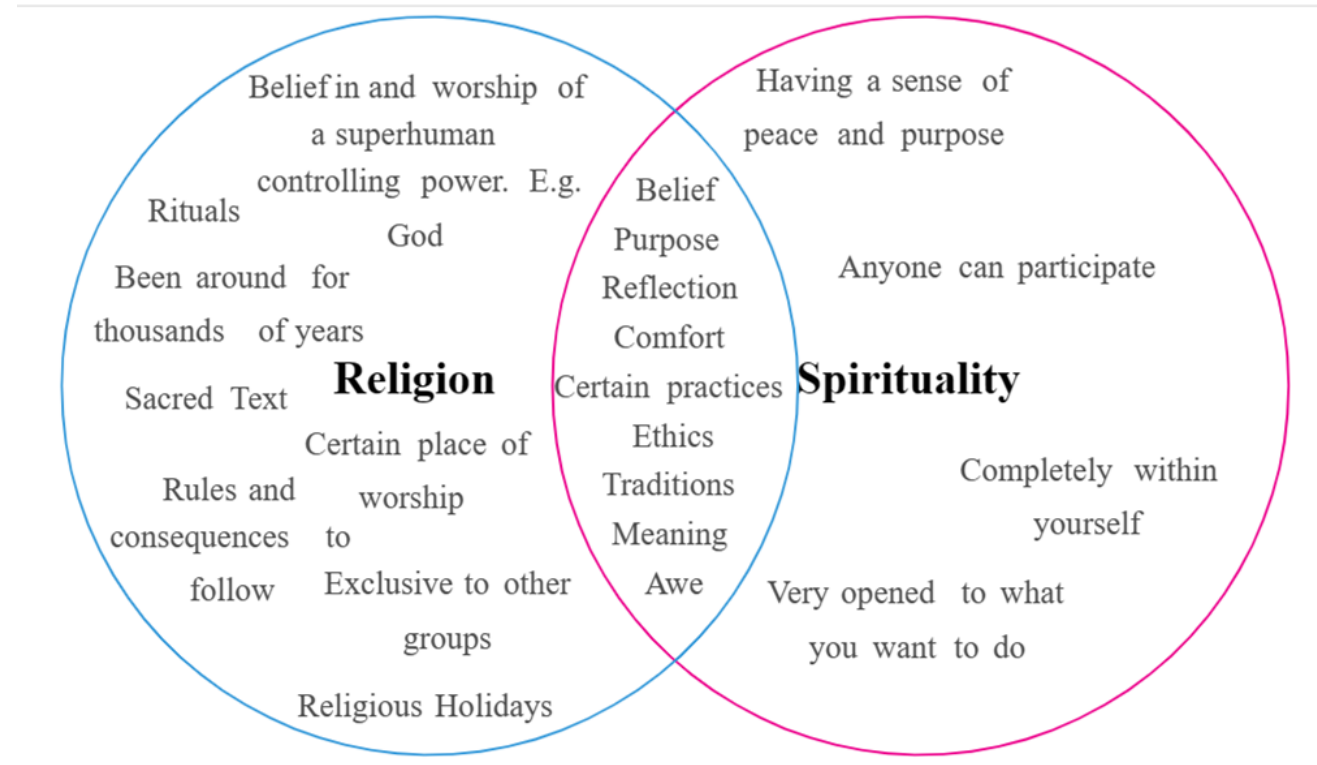 Belief in and worship of
a superhuman
controlling power. E.g.
God
Rituals
Been around for
thousands of years
Sacred Text
Religion
Certain place of
worship
Rules and
consequences to
follow
Exclusive to other
groups
Religious Holidays
Belief
Purpose
Reflection
Comfort
Certain practices
Ethics
Traditions
Meaning
Awe
Having a sense of
peace and purpose
Anyone can participate
Spirituality
Completely within
yourself
Very opened to what
you want to do